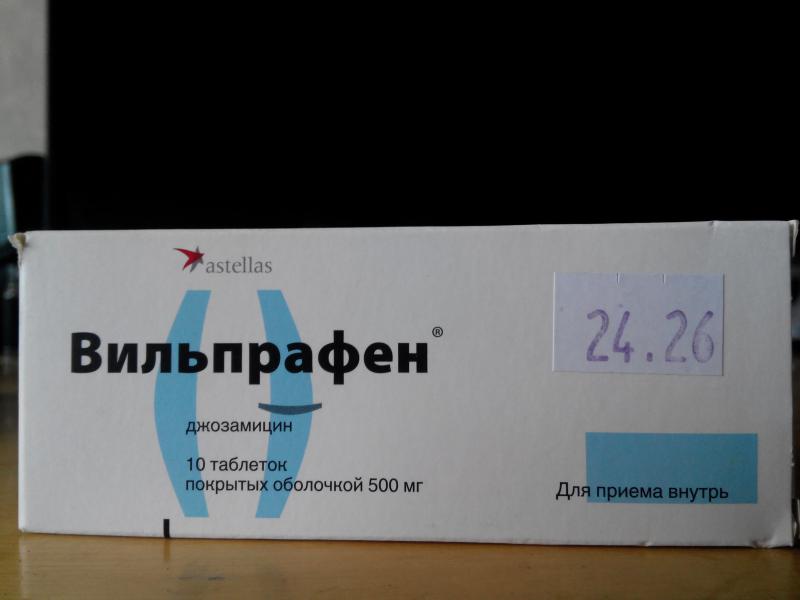 astellas
24.26
Вильпрафен®
джозамицин
10 таблеток
покрытых оболочкой 500 мг
Для приема внутрь